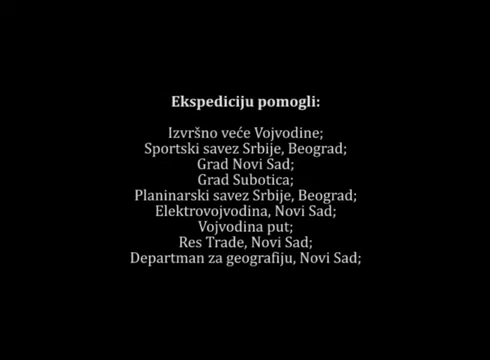 Ekspediciju pomogli:
Izvršno veće Vojvodine;
Sportski savez Srbije, Beograd;
Grad Novi Sad;
Grad Subotica;
Planinarski savez Srbije, Beograd;
Elektrovojvodina, Novi Sad;
Vojvodina put;
Res Trade, Novi Sad;
Departman za geografiju, Novi Sad;